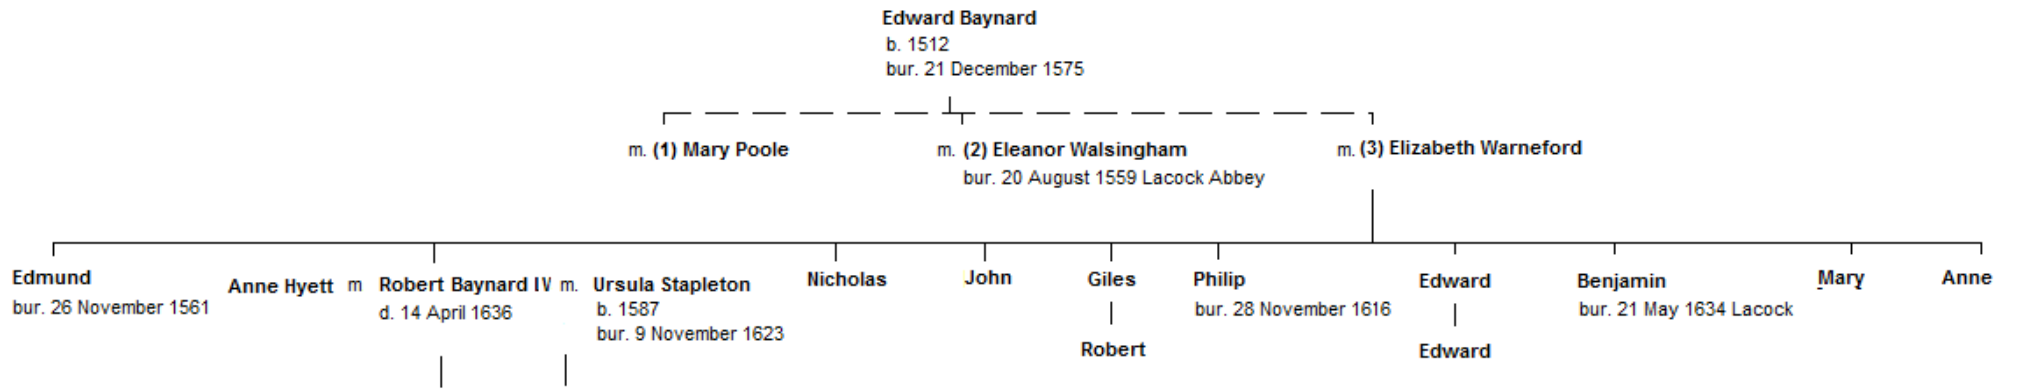 Edward Baynard
b. 1512
bur. 21 December 1575
m. (1) Mary Poole
m. (2) Eleanor Walsingham
bur. 20 August 1559 Lacock Abbey
m. (3) Elizabeth Warneford
Edmund
bur. 26 November 1561
Anne Hyett m
Robert Baynard IV m.
d. 14 April 1636
Ursula Stapleton
b. 1587
bur. 9 November 1623
Nicholas
John
Giles
Robert
Philip
bur. 28 November 1616
Edward
Edward
Benjamin
bur. 21 May 1634 Lacock
Mary
Anne